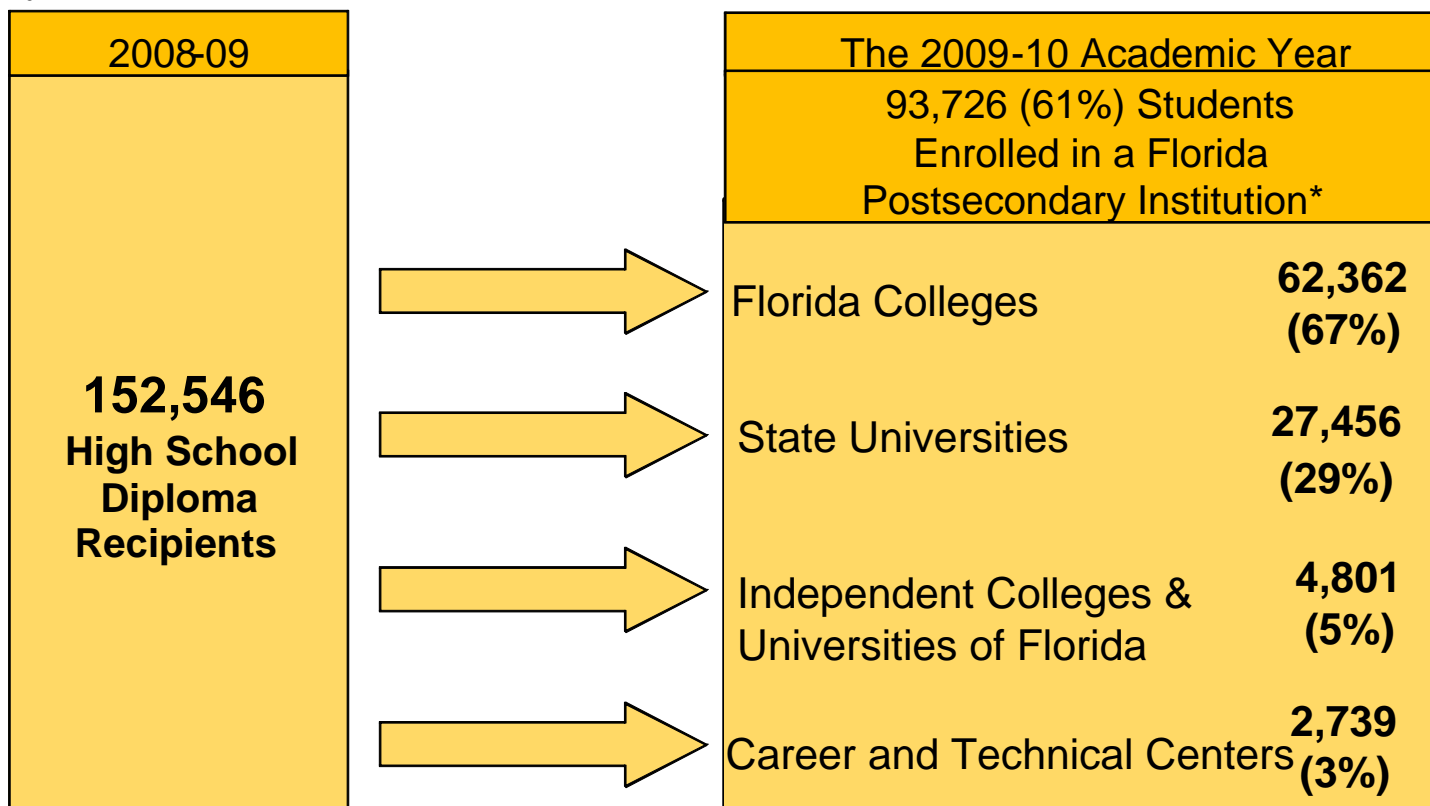 2008-09
152,546
High School
Diploma
Recipients
The 2009-10 Academic Year
93,726 (61%) Students
Enrolled in a Florida
Postsecondary Institution*
Florida Colleges
62,362
(67%)
State Universities
27,456
(29%)
Independent Colleges &
Universities of Florida
4,801
(5%)
Career and Technical Centers
2,739
(3%)